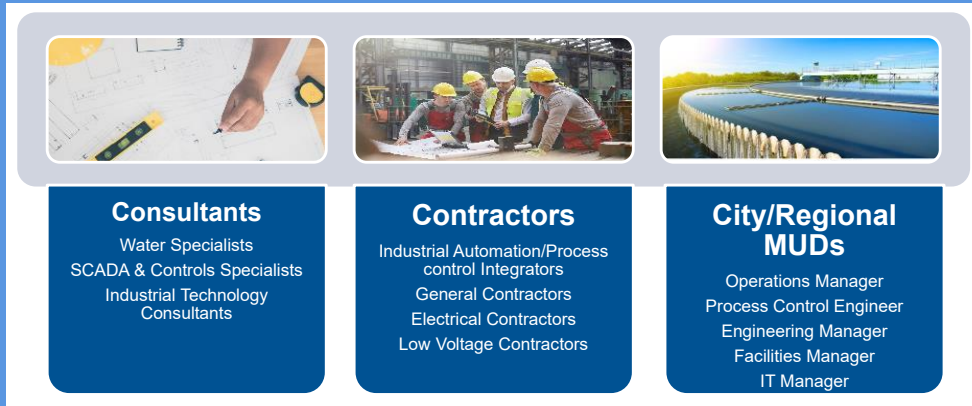 Consultants
Water Specialists
SCADA & Controls Specialists
Industrial Technology
Consultants
Contractors
Industrial Automation/Process
control Integrators
General Contractors
Electrical Contractors
Low Voltage Contractors
City/Regional
MUDs
Operations Manager
Process Control Engineer
Engineering Manager
Facilities Manager
IT Manager